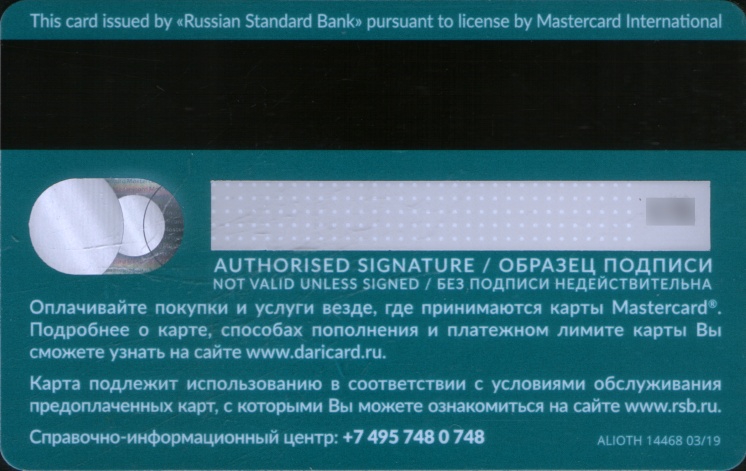 This card issued by «Russian Standard Bank» pursuant to license by Mastercard International
AUTHORISED SIGNATURE / ОБРАЗЕЦ ПОДПИСИ
NOT VALID UNLESS SIGNED / БЕЗ ПОДПИСИ НЕДЕЙСТВИТЕЛЬНА
Оплачивайте покупки и услуги везде, где принимаются карты Mastercard®.
Подробнее о карте, способах пополнения и платежном лимите карты Вы
сможете узнать на сайте www.daricard.ru.
Карта подлежит использованию в соответствии с условиями обслуживания
предоплаченных карт, с которыми Вы можете ознакомиться на сайте www.rsb.ru.
Справочно-информационный центр: +7 495 748 0 748
ALIOTH 14468 03/19